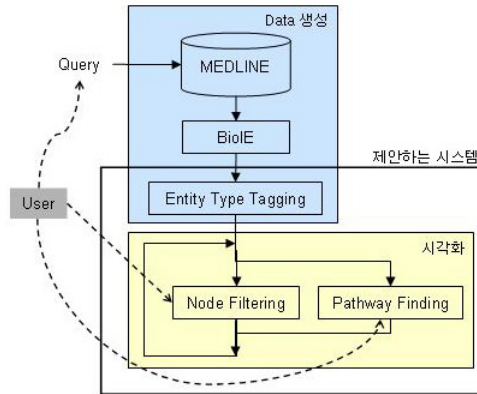 Data 생성
Query
MEDLINE
BioIE
제안하는 시스템
User
Entity Type Tagging
시각화
Node Filtering
Pathway Finding